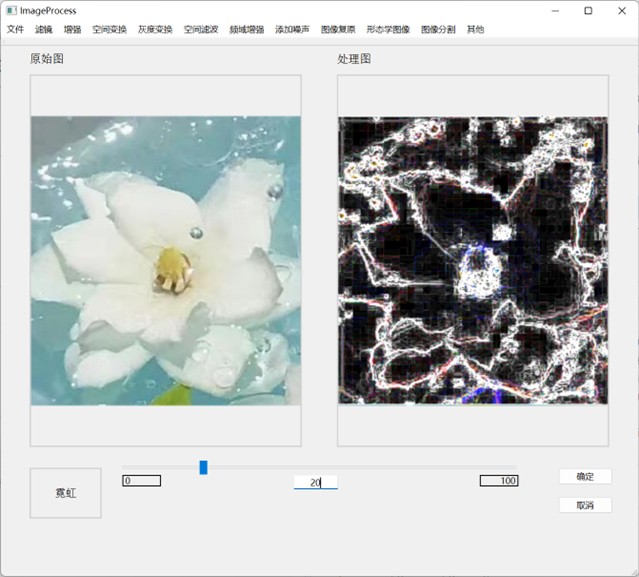 ImageProcess
文件 滤镜 增强 空间变换 灰度变换 空间滤波 频域增强 添加噪声 图像复原 形态学图像 图像分割 其他
原始图 处理图
霓虹 0 20 100 确定
取消